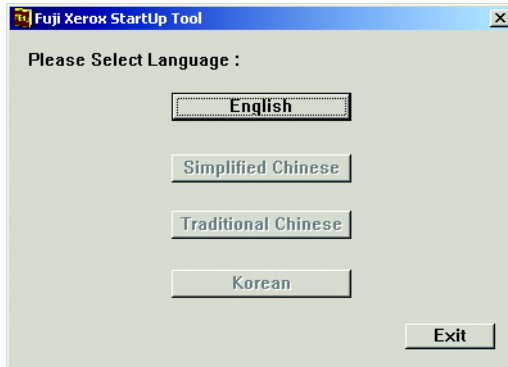 Fuji Xerox StartUp Tool
Please Select Language :
English
Simplified Chinese
Traditional Chinese
Korean
Exit